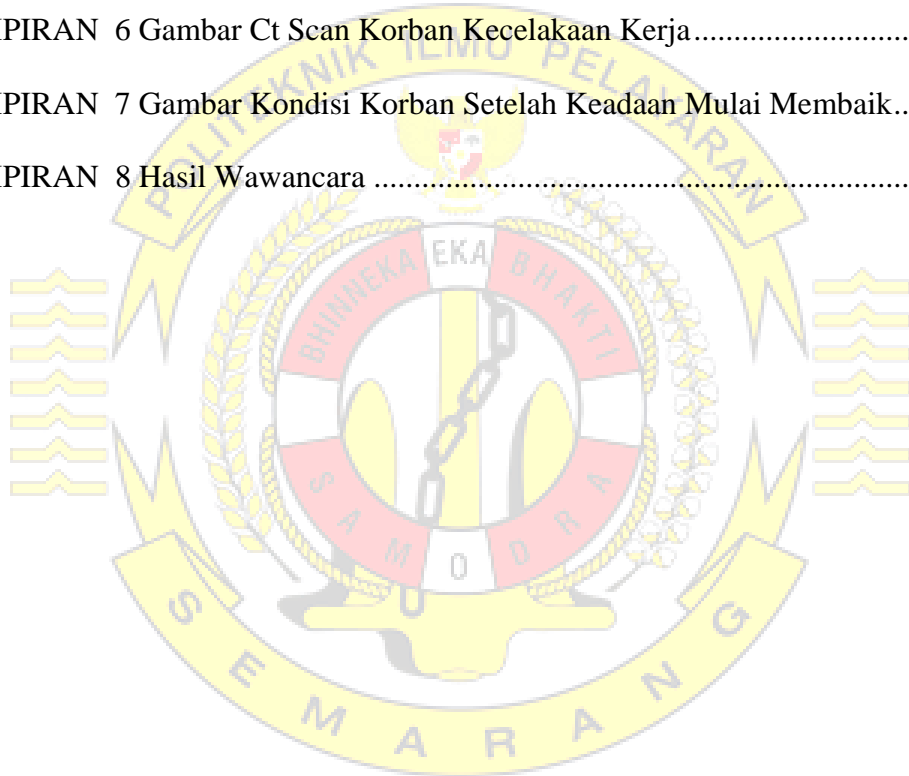 PIRAN 6 Gambar Ct Scan Korban Kecelakaan Kerja...........................
PIRAN 7 Gambar Kondisi Korban Setelah Keadaan Mulai Membaik..
PIRAN 8 Hasil Wawancara ...................................................................
POLITEKNIK ILMU PELAYARAN
BHINNEKA EKA BHAKTI
SAMODRA
SEMARANG